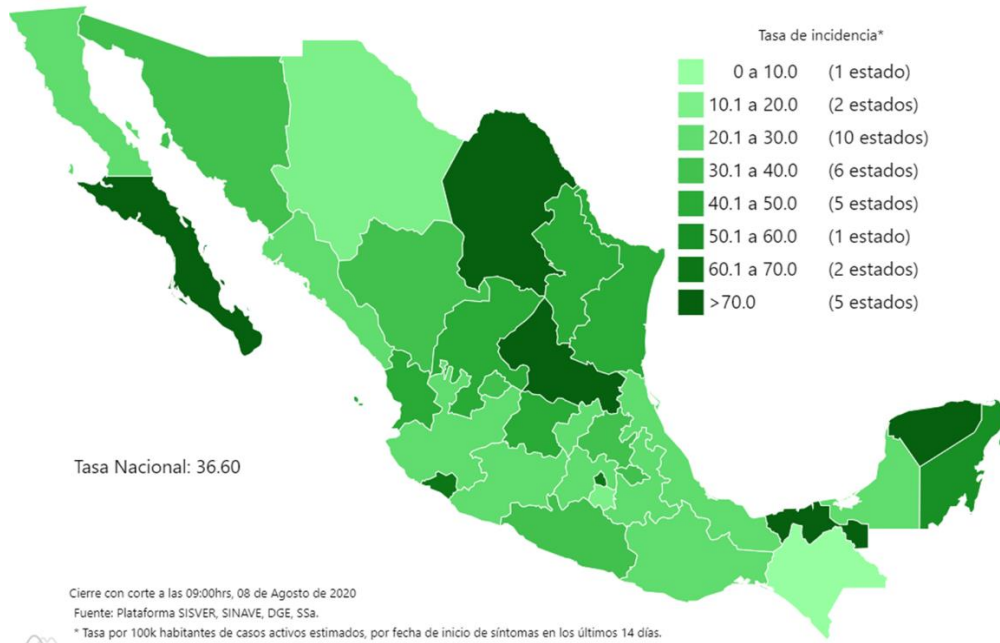 Tasa de incidencia*
0 a 10.0 (1 estado)
10.1 a 20.0 (2 estados)
20.1 a 30.0 (10 estados)
30.1 a 40.0 (6 estados)
40.1 a 50.0 (5 estados)
50.1 a 60.0 (1 estado)
60.1 a 70.0 (2 estados)
>70.0 (5 estados)
Tasa Nacional: 36.60
Cierre con corte a las 09:00hrs, 08 de Agosto de 2020
Fuente: Plataforma SISVER, SINAVE, DGE, SSa.
* Tasa por 100k habitantes de casos activos estimados, por fecha de inicio de síntomas en los últimos 14 días.